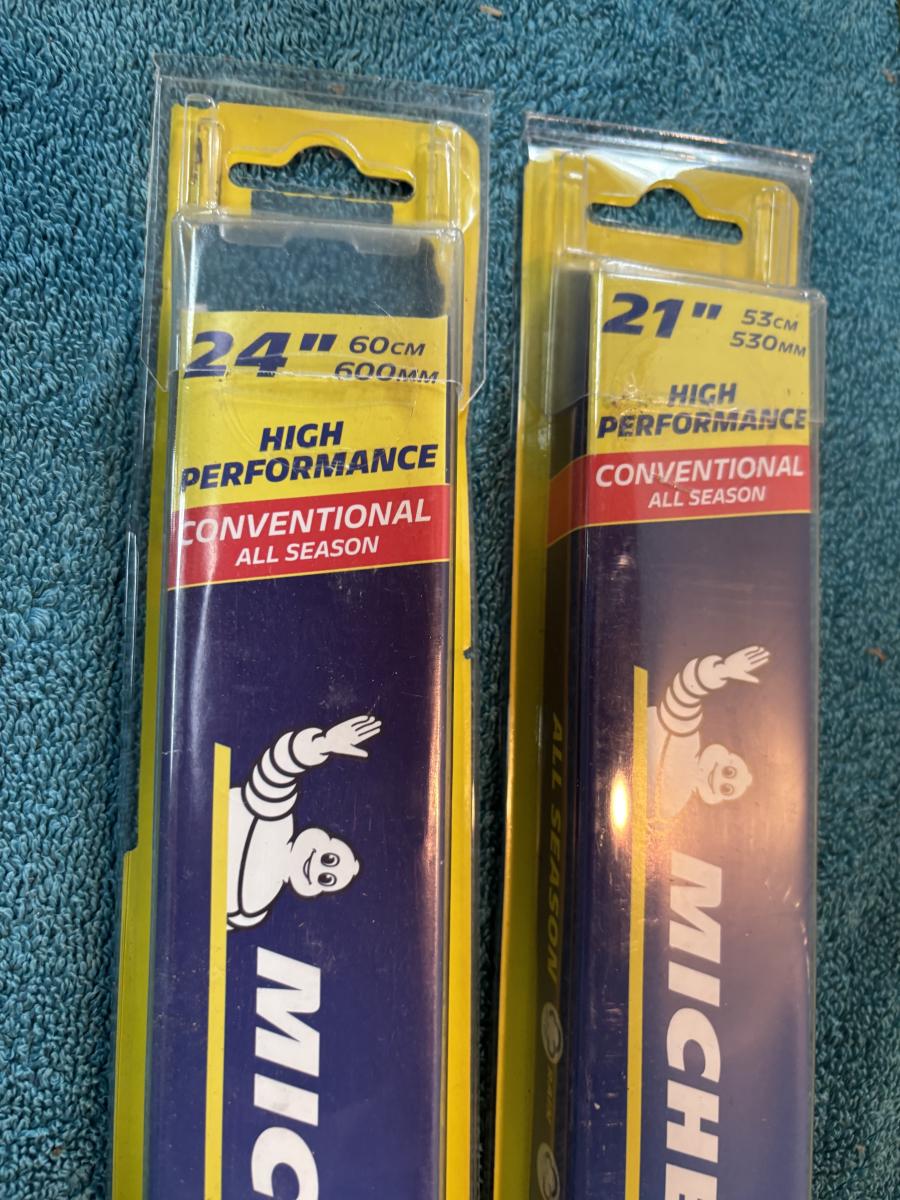 24" 60CM
600MM
HIGH
PERFORMANCE
CONVENTIONAL
ALL SEASON
MIC
21" 53CM
530MM
HIGH
PERFORMANCE
CONVENTIONAL
ALL SEASON
MICHE
ALL SEASON